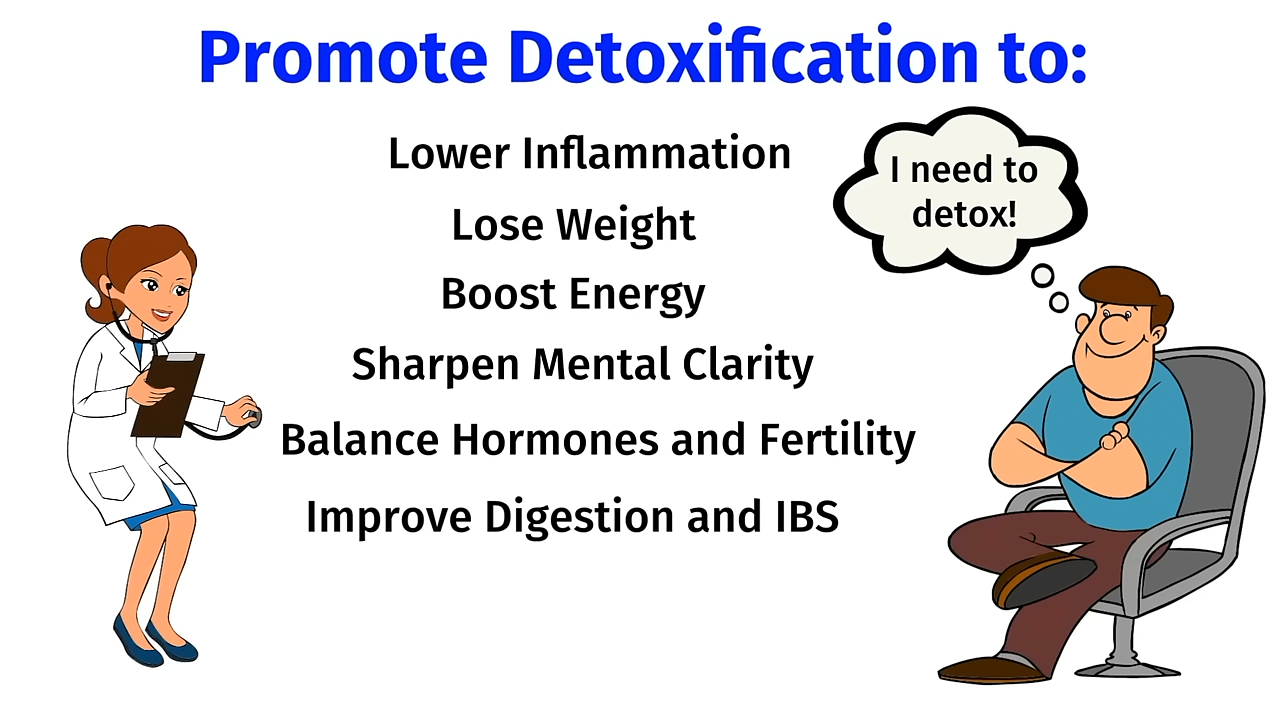 Promote Detoxification to:
Lower Inflammation
Lose Weight
Boost Energy
Sharpen Mental Clarity
Balance Hormones and Fertility
Improve Digestion and IBS
I need to
detox!